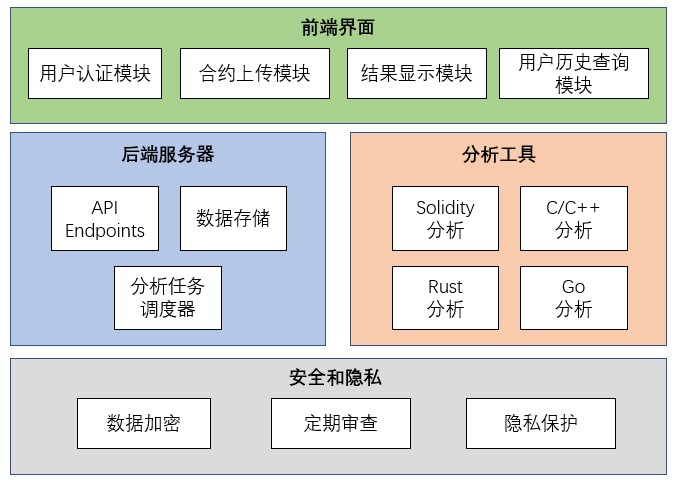 前端界面
用户认证模块
合约上传模块
结果显示模块
用户历史查询
模块
后端服务器
API
Endpoints
数据存储
分析任务
调度器
分析工具
Solidity
分析
C/C++
分析
Rust
分析
Go
分析
安全和隐私
数据加密
定期审查
隐私保护